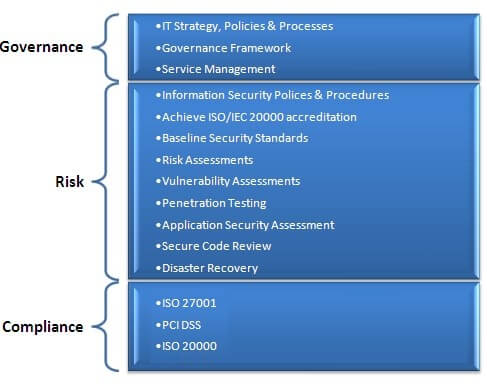 Governance
•IT Strategy, Policies & Processes
•Governance Framework
•Service Management
Risk
•Information Security Polices & Procedures
•Achieve ISO/IEC 20000 accreditation
•Baseline Security Standards
•Risk Assessments
•Vulnerability Assessments
•Penetration Testing
•Application Security Assessment
•Secure Code Review
•Disaster Recovery
Compliance
•ISO 27001
•PCI DSS
•ISO 20000